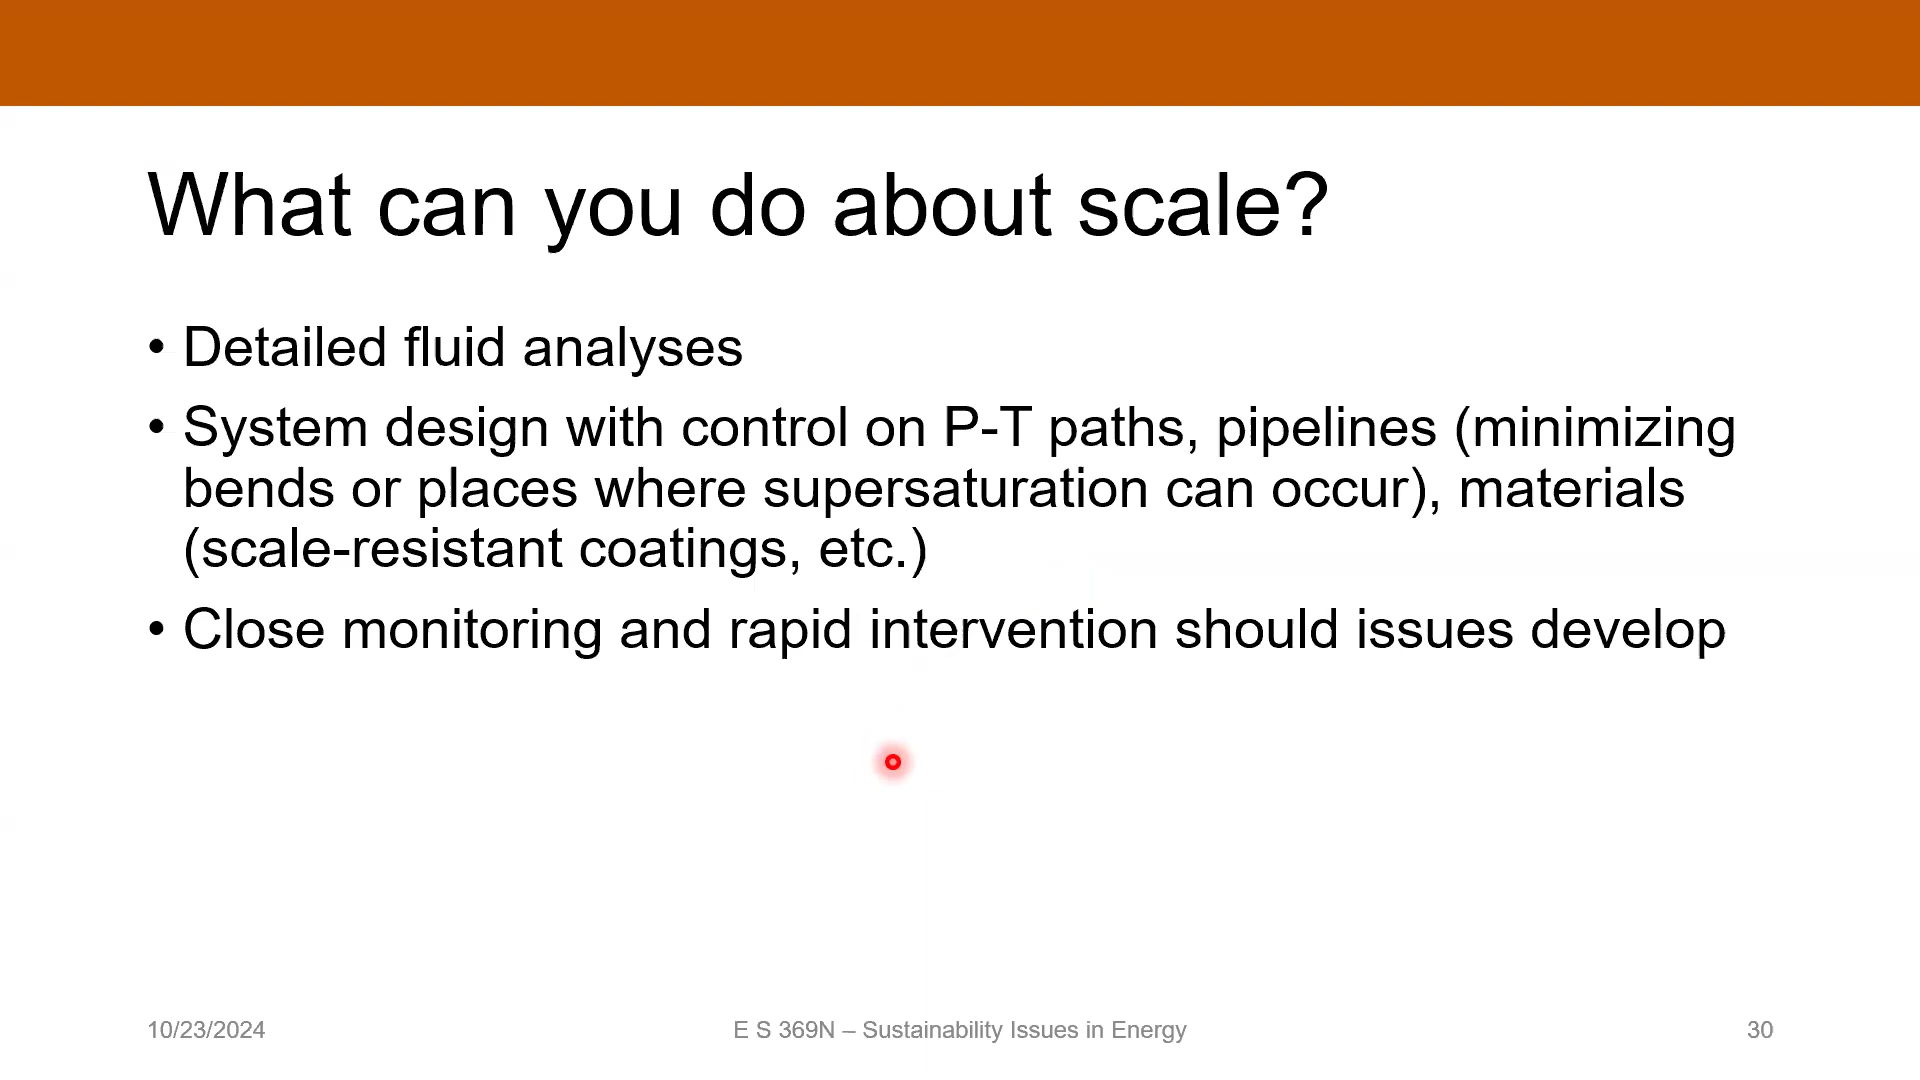 What can you do about scale?
• Detailed fluid analyses
• System design with control on P-T paths, pipelines (minimizing
bends or places where supersaturation can occur), materials
(scale-resistant coatings, etc.)
• Close monitoring and rapid intervention should issues develop
10/23/2024
E S 369N – Sustainability Issues in Energy
30